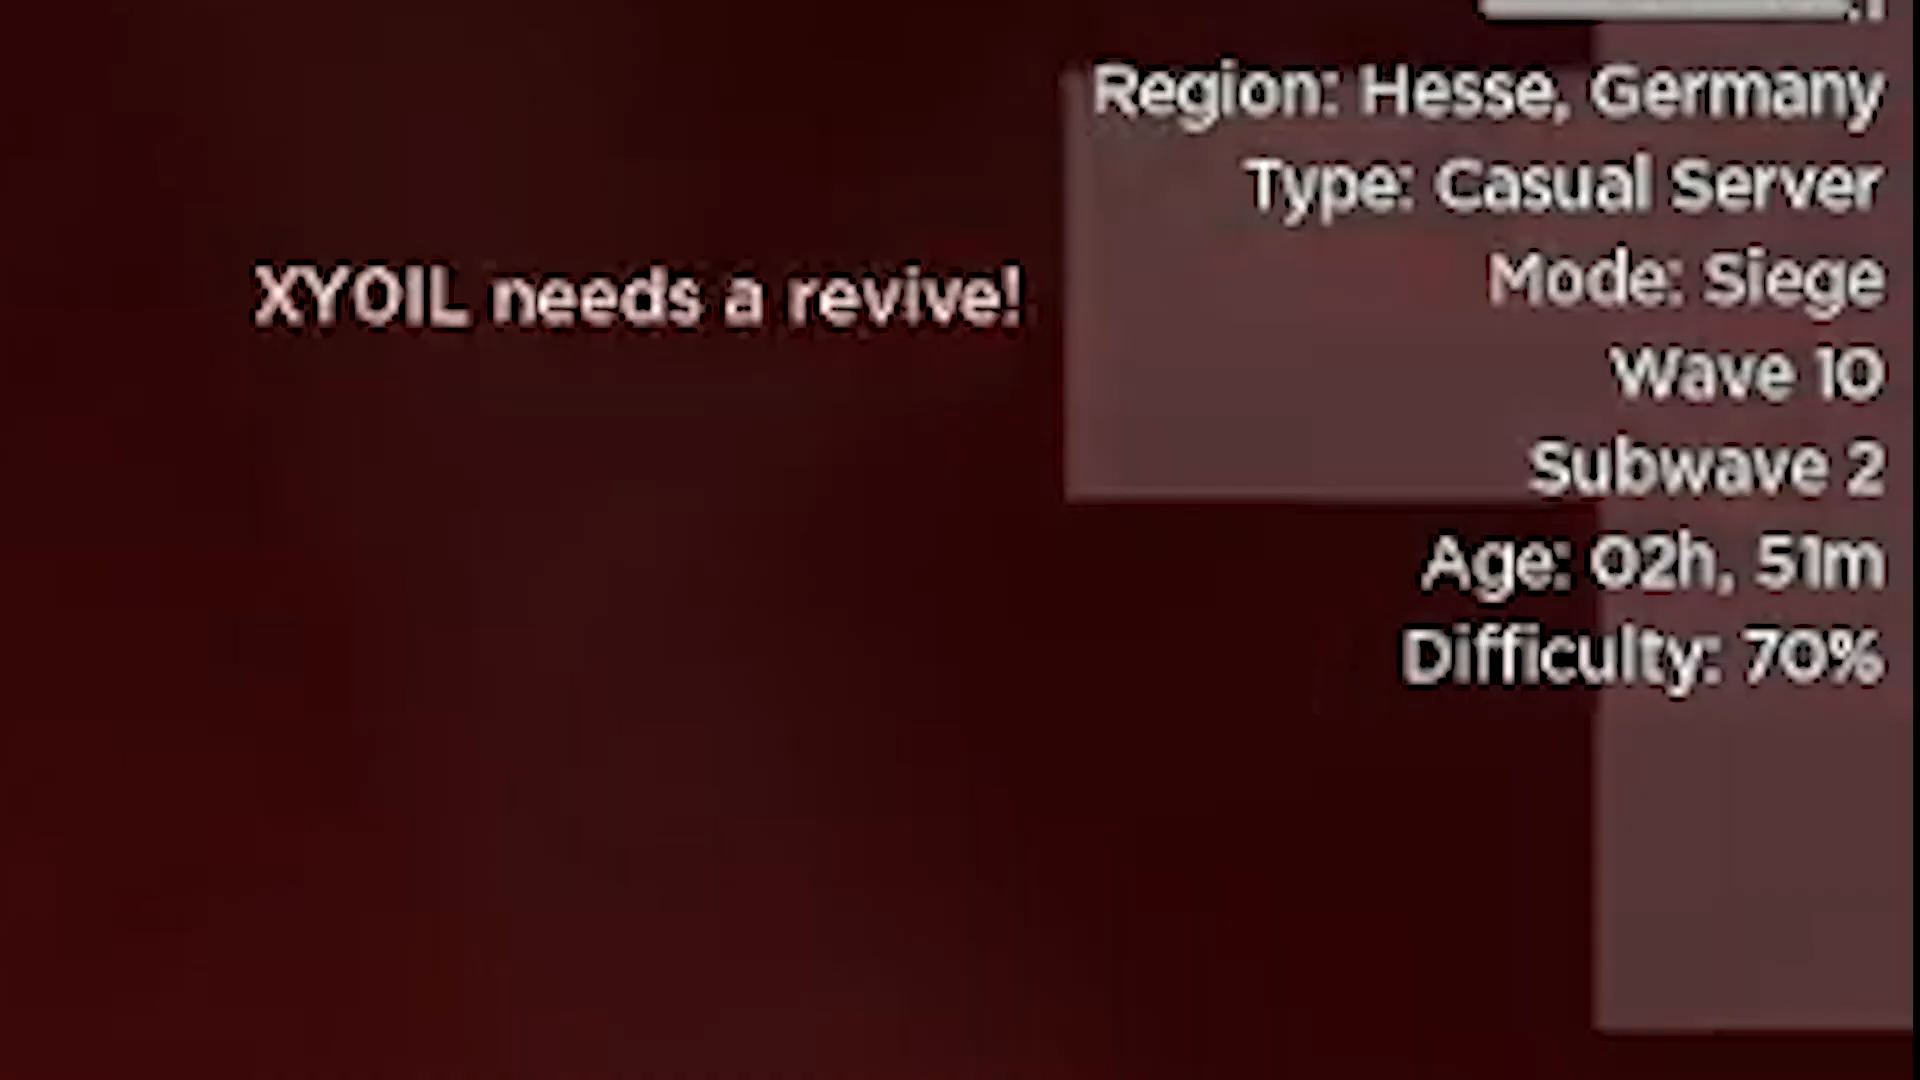 Region: Hesse, Germany
Type: Casual Server
XYOIL needs a revive!
Mode: Siege
Wave 10
Subwave 2
Age: 02h, 51m
Difficulty: 70%